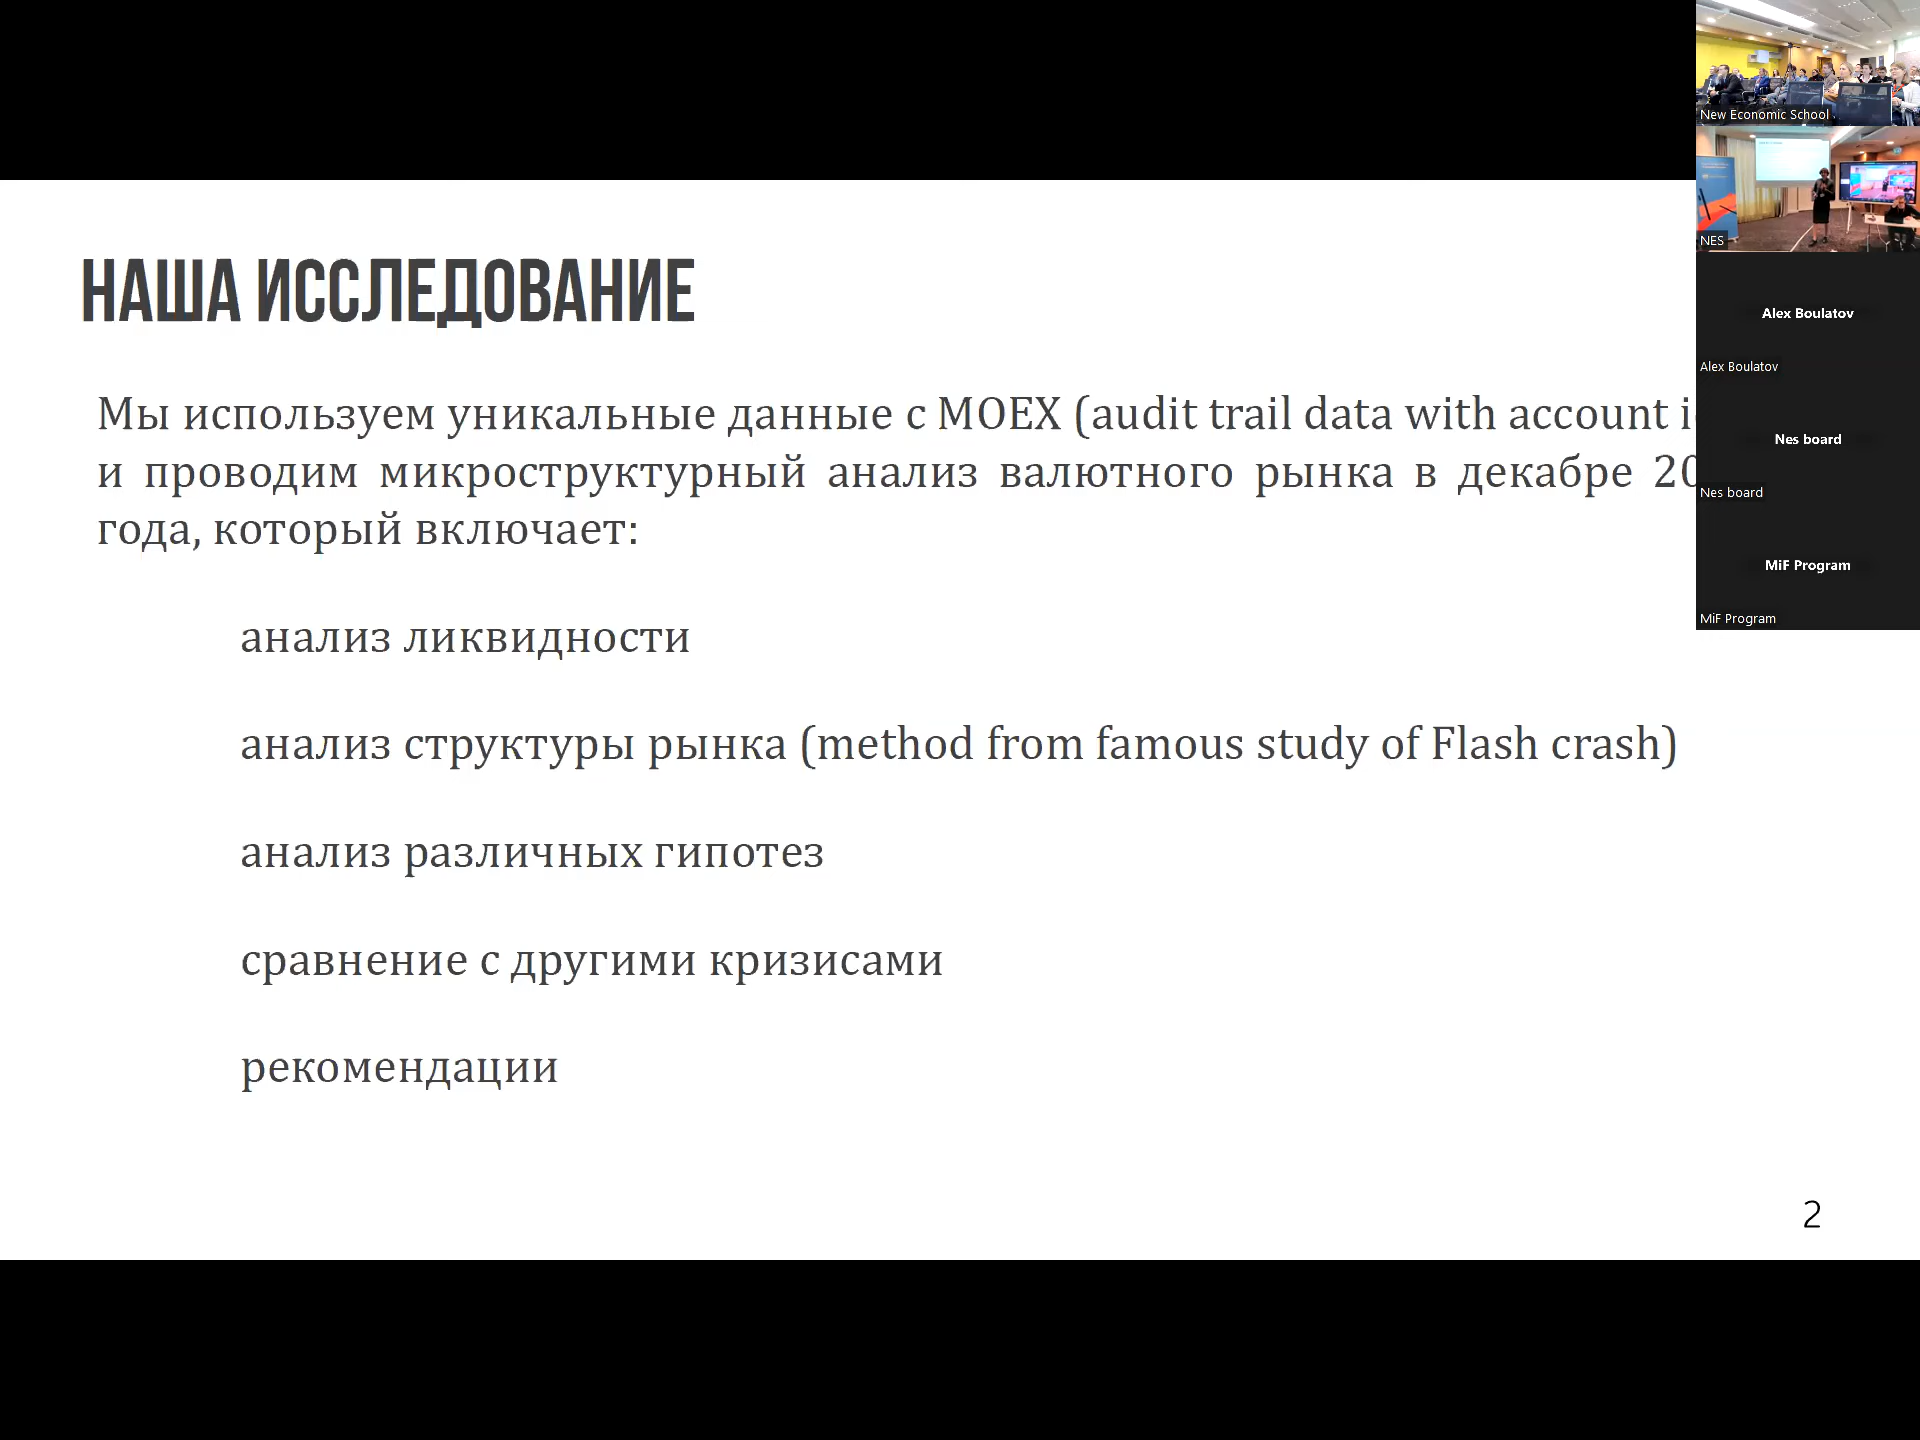 НАША ИССЛЕДОВАНИЕ
Мы используем уникальные данные с MOEX (audit trail data with account
и проводим микроструктурный анализ валютного рынка в декабре
года, который включает:
анализ ликвидности
анализ структуры рынка (method from famous study of Flash crash)
анализ различных гипотез
сравнение с другими кризисами
рекомендации
2
New Economic School
NES
Alex Boulatov
Alex Boulatov
Nes board
Nes board
MiF Program
MiF Program